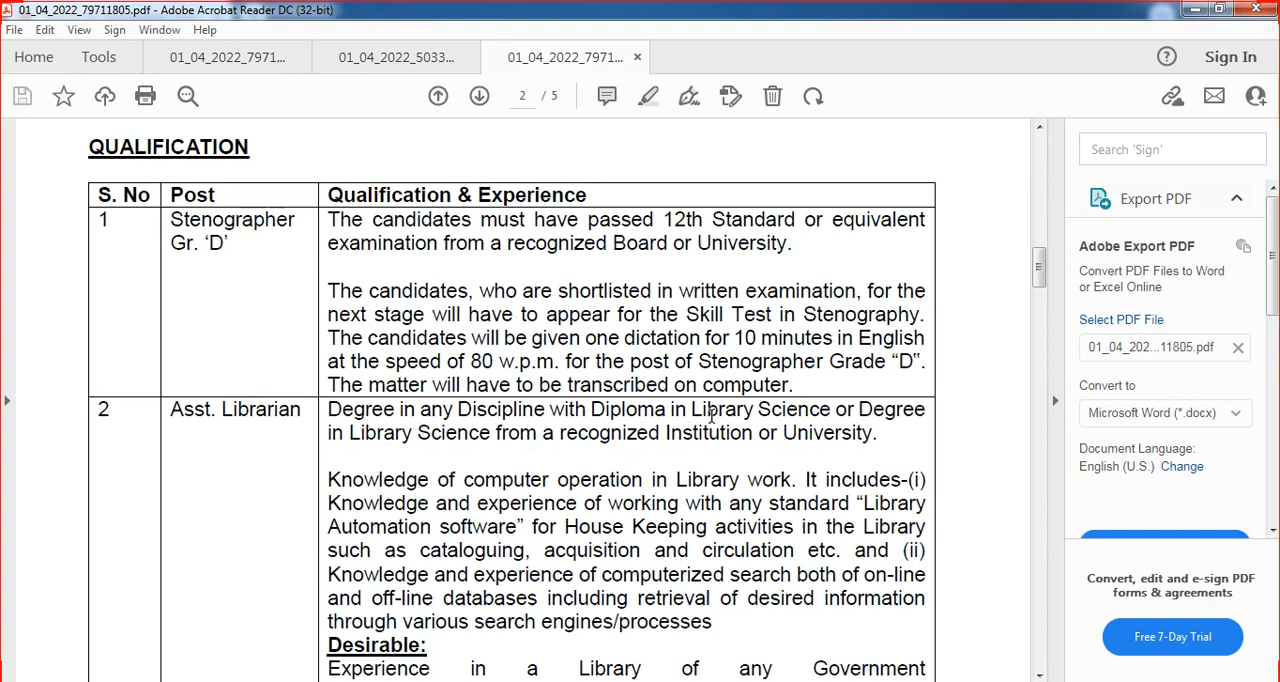 01_04_2022_79711805.pdf - Adobe Acrobat Reader DC (32-bit)
File Edit View Sign Window Help
Home Tools 01_04_2022_7971... 01_04_2022_5033... 01_04_2022_7971... × Sign In
2 / 5
QUALIFICATION
S. No Post Qualification & Experience
1 Stenographer The candidates must have passed 12th Standard or equivalent
Gr. ‘D’ examination from a recognized Board or University.
The candidates, who are shortlisted in written examination, for the
next stage will have to appear for the Skill Test in Stenography.
The candidates will be given one dictation for 10 minutes in English
at the speed of 80 w.p.m. for the post of Stenographer Grade “D‟.
The matter will have to be transcribed on computer.
2 Asst. Librarian Degree in any Discipline with Diploma in Library Science or Degree
in Library Science from a recognized Institution or University.
Knowledge of computer operation in Library work. It includes-(i)
Knowledge and experience of working with any standard “Library
Automation software” for House Keeping activities in the Library
such as cataloguing, acquisition and circulation etc. and (ii)
Knowledge and experience of computerized search both of on-line
and off-line databases including retrieval of desired information
through various search engines/processes
Desirable:
Experience in a Library of any Government
Search 'Sign'
Export PDF
Adobe Export PDF
Convert PDF Files to Word
or Excel Online
Select PDF File
01_04_202...11805.pdf
Convert to
Microsoft Word (*.docx)
Document Language:
English (U.S.) Change
Convert, edit and e-sign PDF
forms & agreements
Free 7-Day Trial